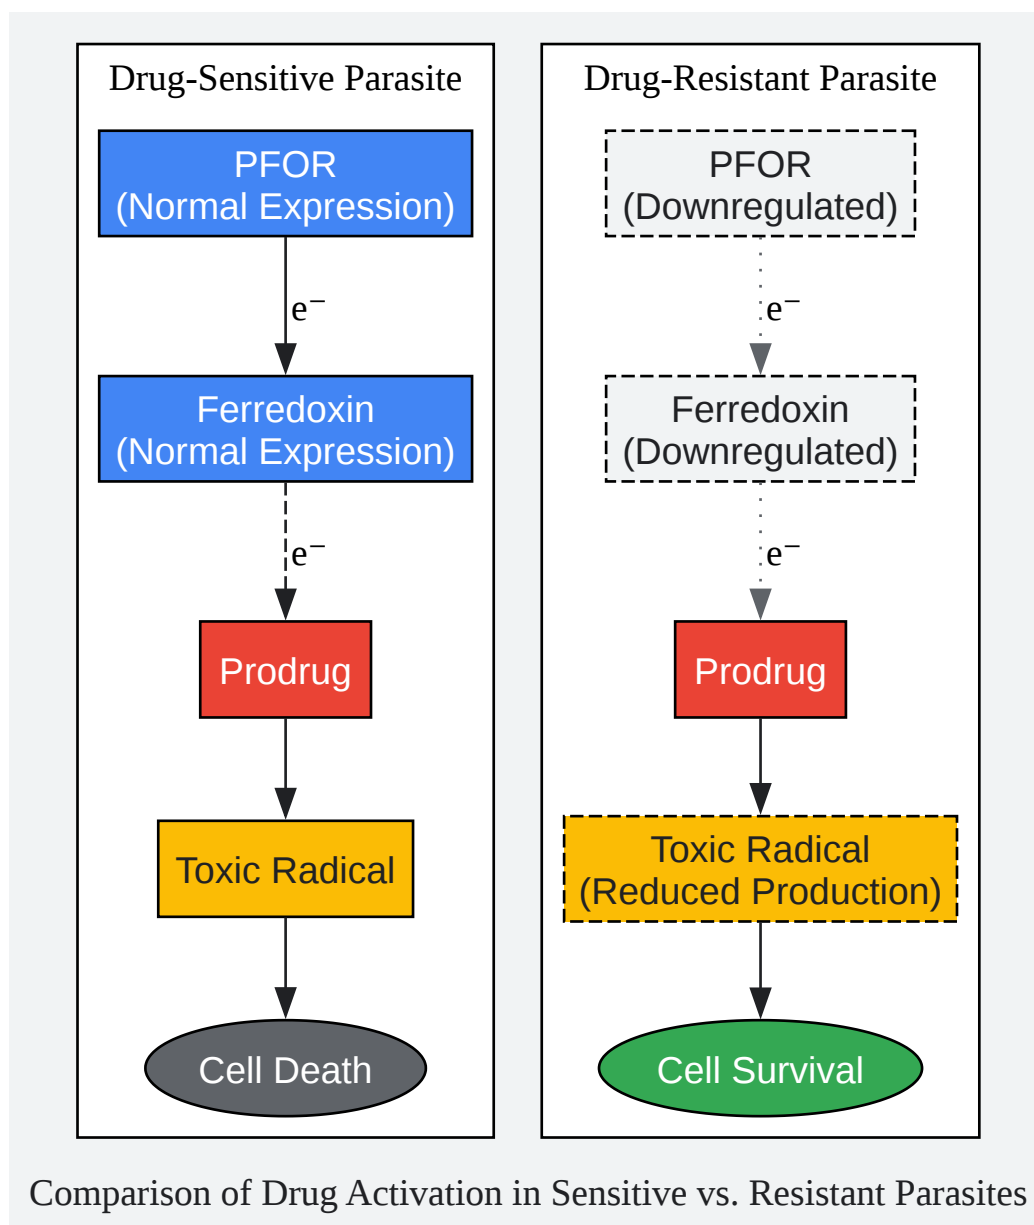 Drug-Sensitive Parasite
PFOR
(Normal Expression)
e⁻
Ferredoxin
(Normal Expression)
e⁻
Prodrug
Toxic Radical
Cell Death
Drug-Resistant Parasite
PFOR
(Downregulated)
e⁻
Ferredoxin
(Downregulated)
e⁻
Prodrug
Toxic Radical
(Reduced Production)
Cell Survival
Comparison of Drug Activation in Sensitive vs. Resistant Parasites